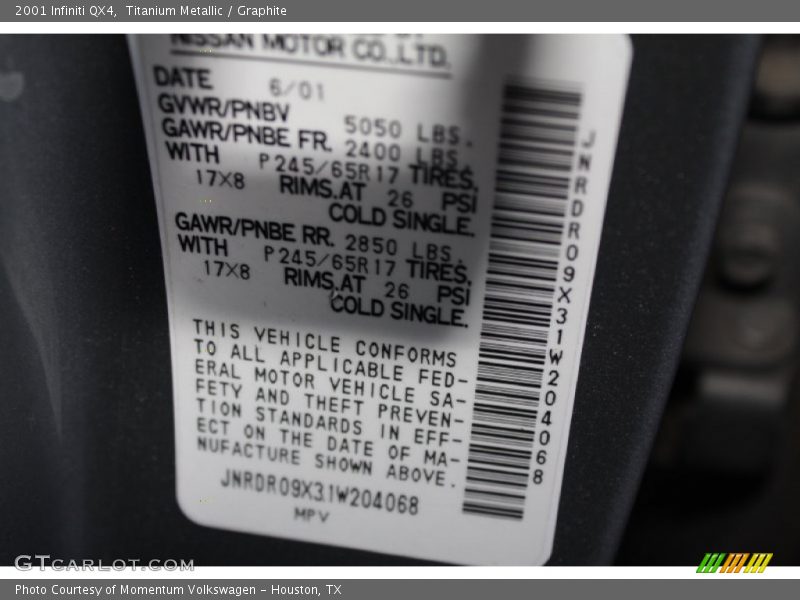 2001 Infiniti QX4,  Titanium Metallic / Graphite
NISSAN MOTOR CO.,LTD.
DATE 6/01
GVWR/PNBV 5050 LBS.
GAWR/PNBE FR. 2400 LBS.
WITH P245/65R17 TIRES,
17X8 RIMS,AT 26 PSI
COLD SINGLE.
GAWR/PNBE RR. 2850 LBS.
WITH P245/65R17 TIRES,
17X8 RIMS,AT 26 PSI
COLD SINGLE.
THIS VEHICLE CONFORMS
TO ALL APPLICABLE FED-
ERAL MOTOR VEHICLE SA-
FETY AND THEFT PREVEN-
TION STANDARDS IN EFF-
ECT ON THE DATE OF MA-
NUFACTURE SHOWN ABOVE.
JNRDR09X31W204068
MPV
JNRDR09X31W204068
GTCARLOT.COM
Photo Courtesy of Momentum Volkswagen - Houston, TX